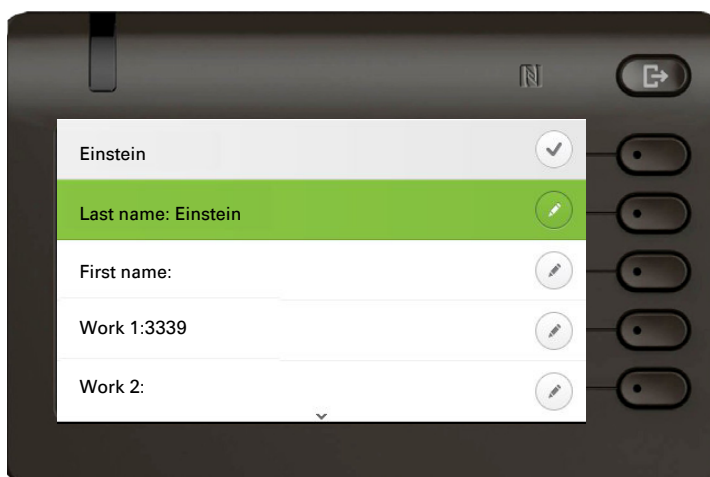 Einstein
Last name: Einstein
First name:
Work 1:3339
Work 2: